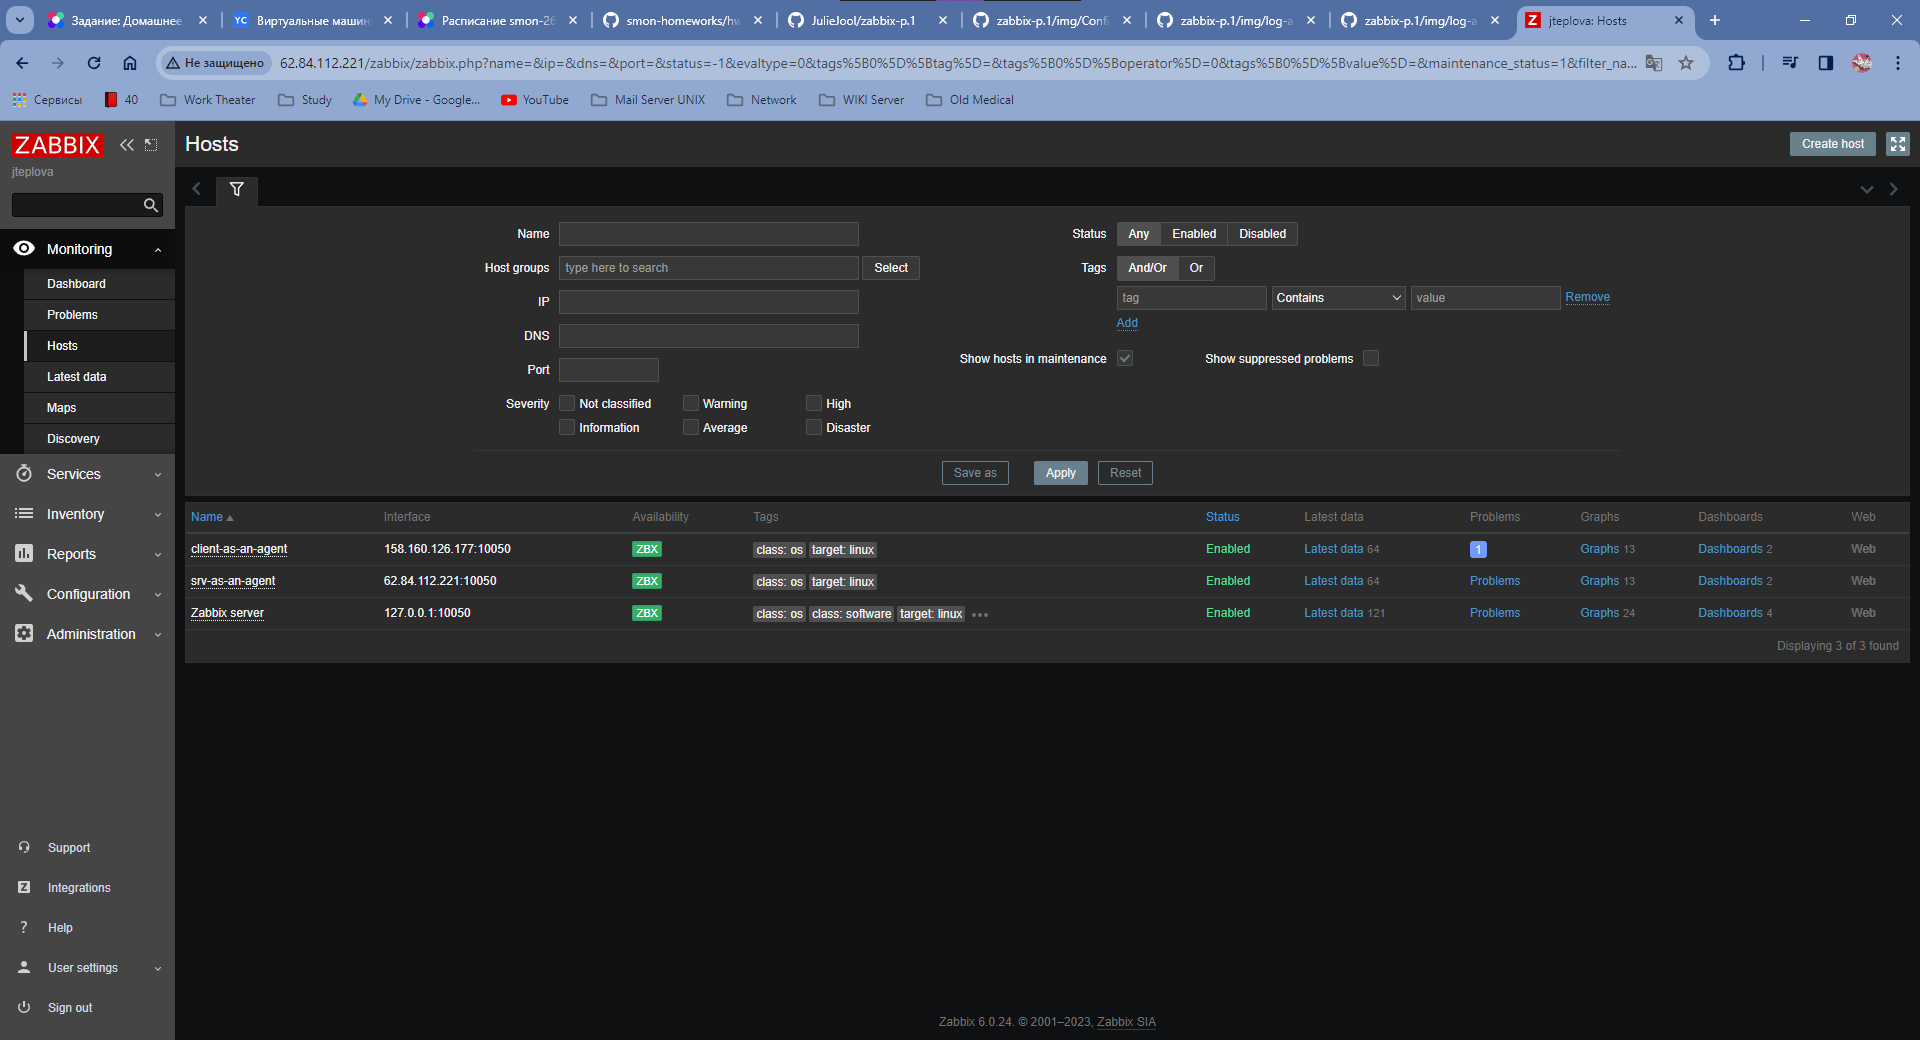 Задание: Домашнее
YC Виртуальные машин
Расписание smon-26
smon-homeworks/hw
JulieJool/zabbix-p.1
zabbix-p.1/img/Confi
zabbix-p.1/img/log-a
zabbix-p.1/img/log-a
Z jteplova: Hosts
Не защищено
62.84.112.221/zabbix/zabbix.php?name=&ip=&dns=&port=&status=-1&evaltype=0&tags%5B0%5D%5Btag%5D=&tags%5B0%5D%5Boperator%5D=0&tags%5B0%5D%5Bvalue%5D=&maintenance_status=1&filter_na...
Сервисы
40
Work Theater
Study
My Drive - Google...
YouTube
Mail Server UNIX
Network
WIKI Server
Old Medical
ZABBIX
jteplova
Monitoring
Dashboard
Problems
Hosts
Latest data
Maps
Discovery
Services
Inventory
Reports
Configuration
Administration
Support
Z Integrations
? Help
User settings
Sign out
Hosts
Create host
Name
Host groups type here to search Select
IP
DNS
Port
Severity Not classified Warning High
Information Average Disaster
Status Any Enabled Disabled
Tags And/Or Or
tag Contains value Remove
Add
Show hosts in maintenance Show suppressed problems
Save as Apply Reset
Name Interface Availability Tags Status Latest data Problems Graphs Dashboards Web
client-as-an-agent 158.160.126.177:10050 ZBX class: os target: linux Enabled Latest data 64 1 Graphs 13 Dashboards 2 Web
srv-as-an-agent 62.84.112.221:10050 ZBX class: os target: linux Enabled Latest data 64 Problems Graphs 13 Dashboards 2 Web
Zabbix server 127.0.0.1:10050 ZBX class: os class: software target: linux ••• Enabled Latest data 121 Problems Graphs 24 Dashboards 4 Web
Displaying 3 of 3 found
Zabbix 6.0.24. © 2001–2023, Zabbix SIA